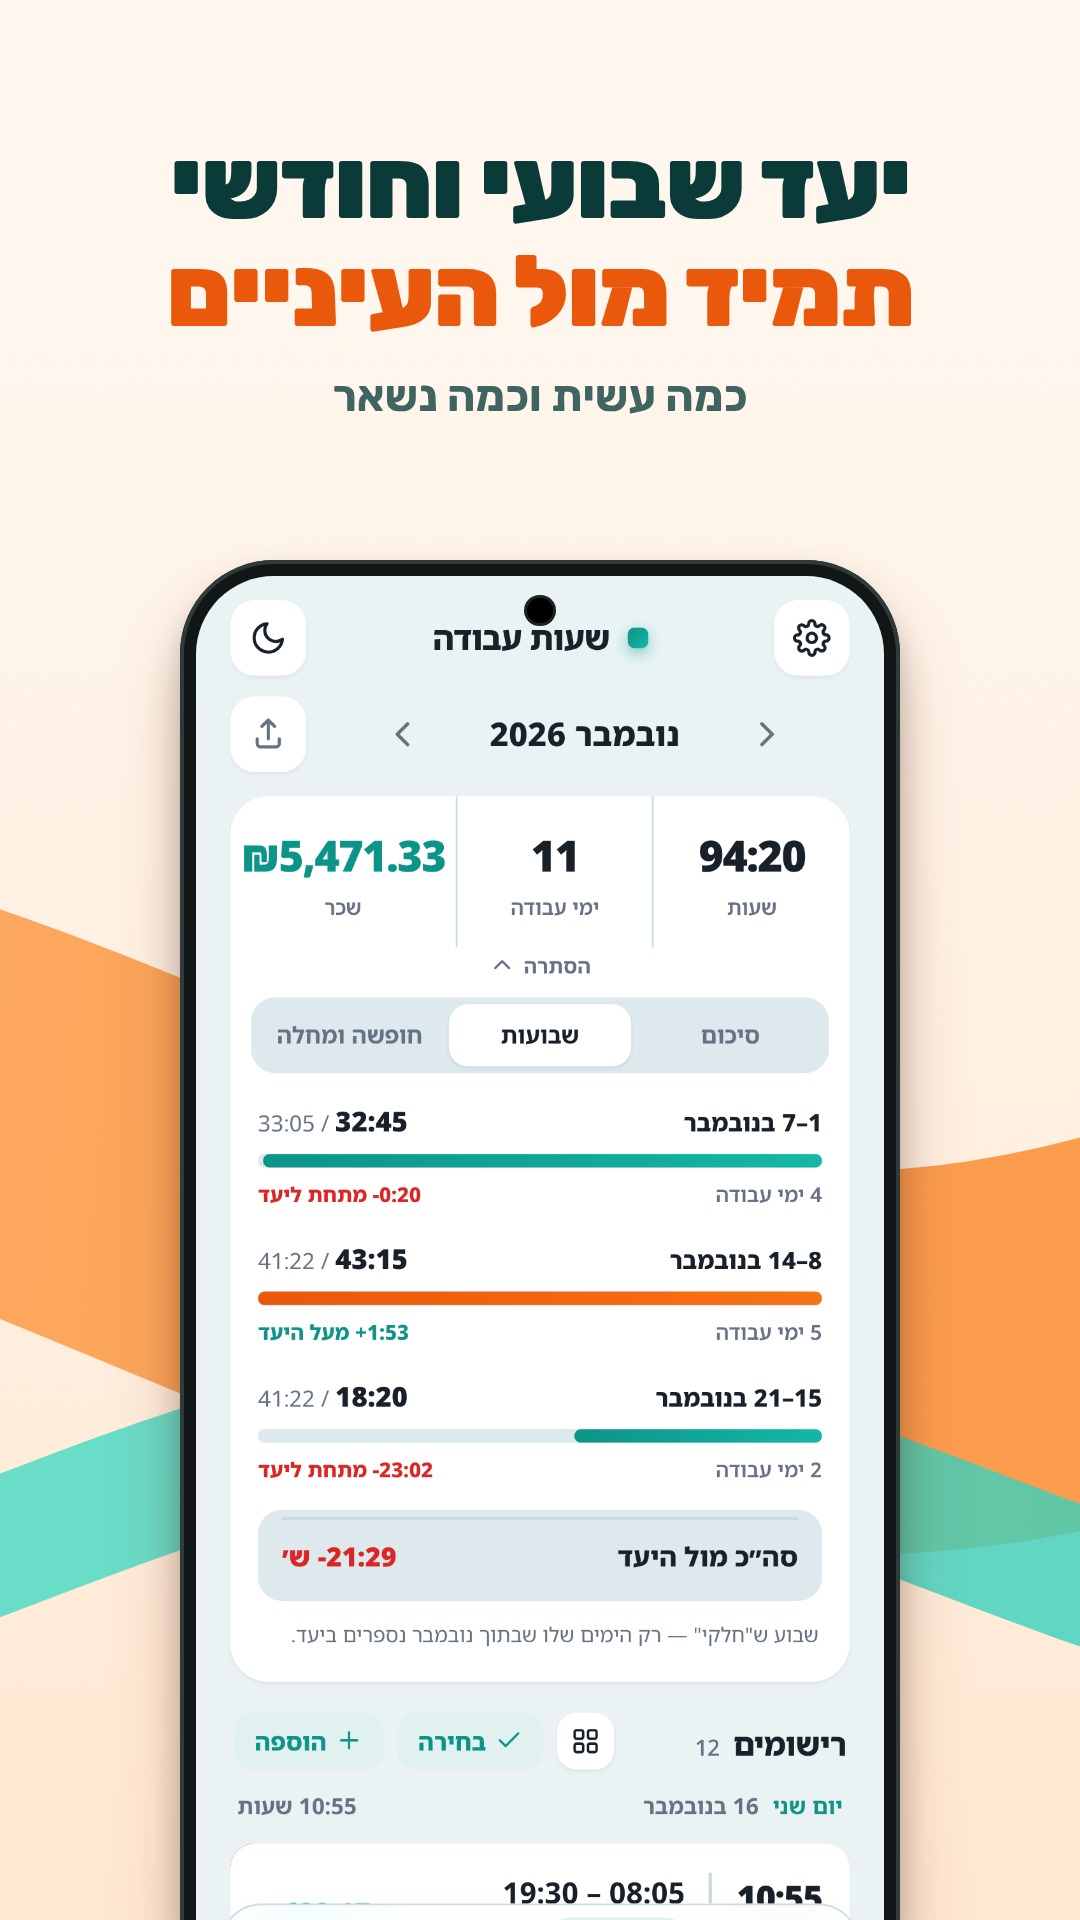 יעד שבועי וחודשי
תמיד מול העיניים
כמה עשית וכמה נשאר
שעות עבודה
נובמבר 2026
94:20 11 ₪5,471.33
שעות ימי עבודה שכר
הסתרה
סיכום שבועות חופשה ומחלה
1–7 בנובמבר 32:45 / 33:05
4 ימי עבודה -0:20 מתחת ליעד
8–14 בנובמבר 43:15 / 41:22
5 ימי עבודה +1:53 מעל היעד
15–21 בנובמבר 18:20 / 41:22
2 ימי עבודה -23:02 מתחת ליעד
סה״כ מול היעד -21:29 ש׳
שבוע ש"חלקי" — רק הימים שלו שבתוך נובמבר נספרים ביעד.
רישומים 12 בחירה הוספה
יום שני 16 בנובמבר 10:55 שעות
10:55 08:05 – 19:30